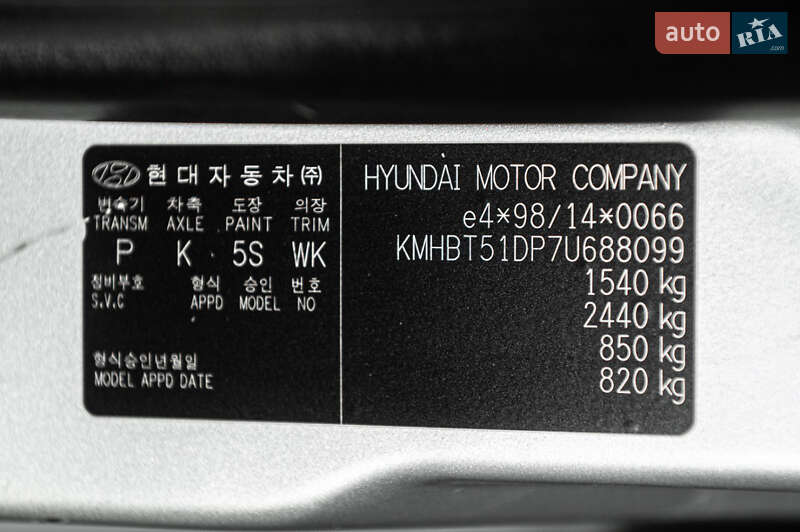 auto RIA.com
현대자동차㈜
변속기 차축 도장 의장
TRANSM AXLE PAINT TRIM
P K 5S WK
정비부호 형식 승인 번호
S.V.C APPD MODEL NO
형식승인년월일
MODEL APPD DATE
HYUNDAI MOTOR COMPANY
e4*98/14*0066
KMHBT51DP7U688099
1540 kg
2440 kg
850 kg
820 kg